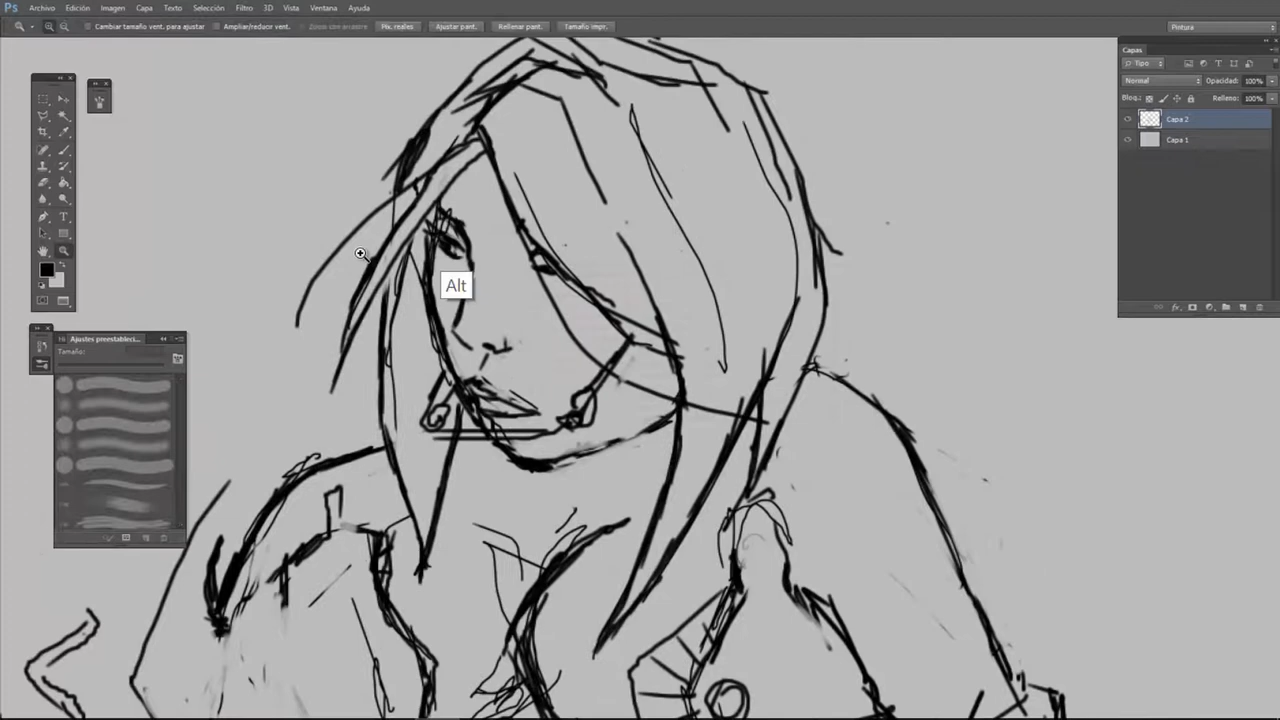 Ps Archivo Edición Imagen Capa Texto Selección Filtro 3D Vista Ventana Ayuda
Cambiar tamaño vent. para ajustar Ampliar/reducir vent. Píx. reales Ajustar pant. Rellenar pant. Tamaño impr. Pintura
Capas
Tipo
Normal Opacidad: 100%
Bloq.: Relleno: 100%
Capa 2
Capa 1
Alt
Ajustes preestableci...
Tamaño: